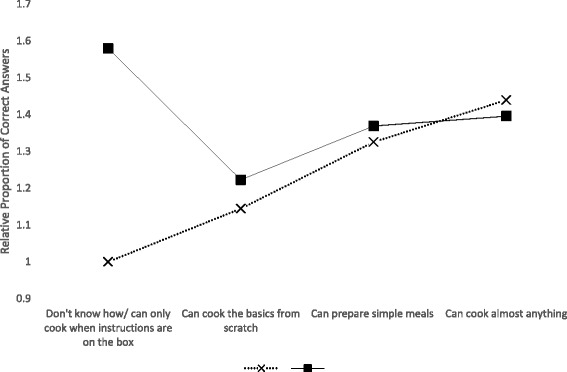 1.7
1.6
1.5
1.4
1.3
1.2
1.1
1
0.9
Relative Proportion of Correct Answers
Don't know how/ can only
cook when instructions are
on the box
Can cook the basics from
scratch
Can prepare simple meals
Can cook almost anything